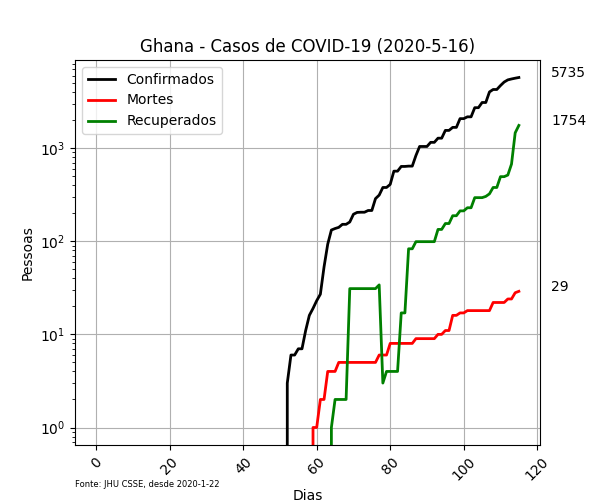 Ghana - Casos de COVID-19 (2020-5-16)
Confirmados
Mortes
Recuperados
5735
1754
29
Pessoas
10³
10²
10¹
10⁰
0 20 40 60 80 100 120
Fonte: JHU CSSE, desde 2020-1-22
Dias